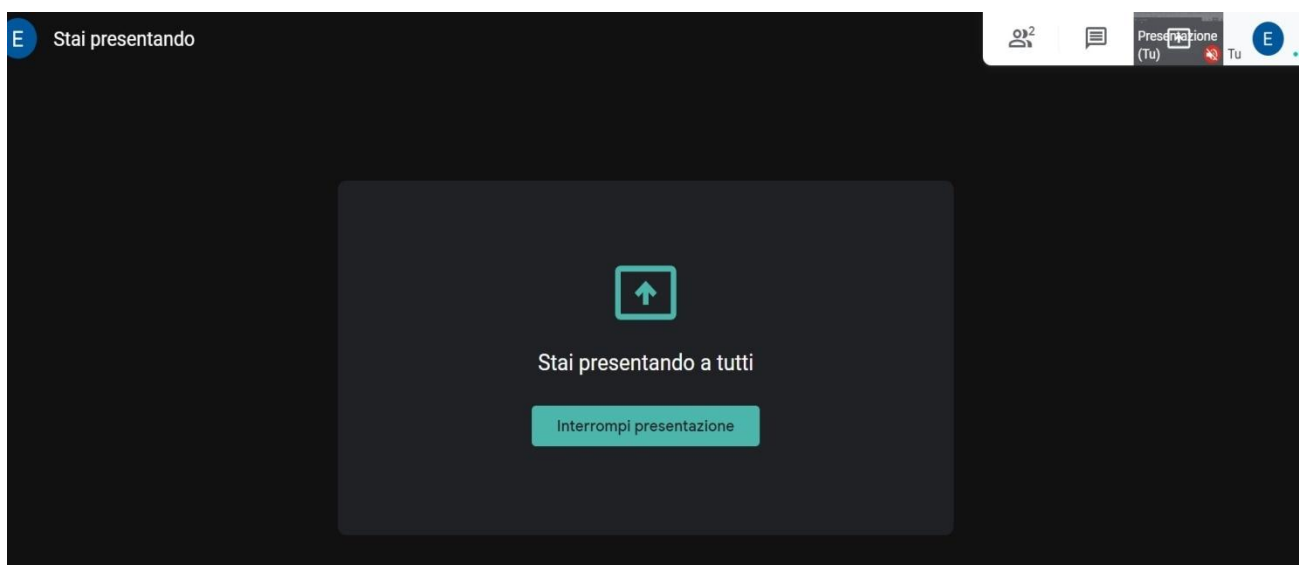 E
Stai presentando
2
Presentazione
(Tu)
Tu
E
Stai presentando a tutti
Interrompi presentazione